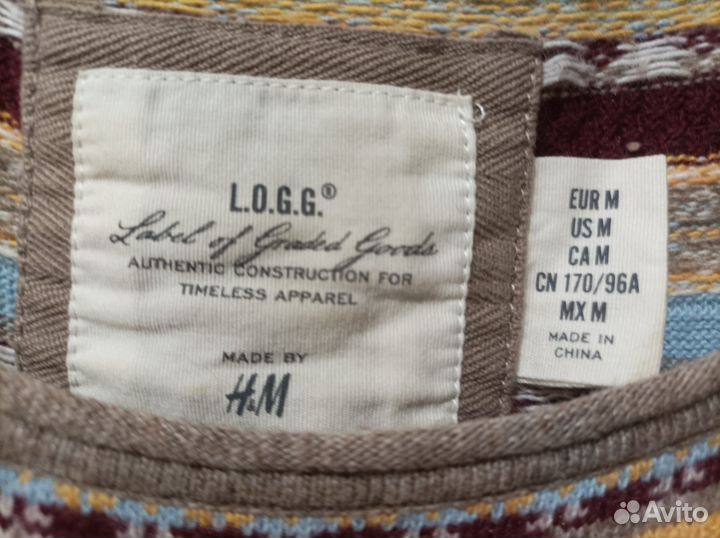 L.O.G.G.®
Label of Graded Goods
AUTHENTIC CONSTRUCTION FOR
TIMELESS APPAREL
MADE BY
H&M
EUR M
US M
CA M
CN 170/96A
MX M
MADE IN
CHINA
Avito